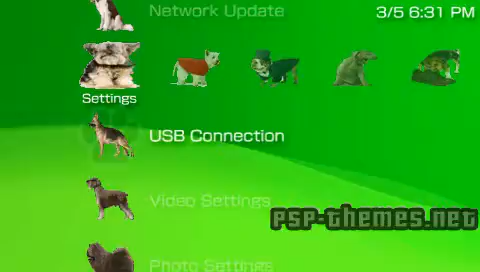 Network Update
3/5 6:31 PM
Settings
USB Connection
Video Settings
psp-themes.net
Photo Settings